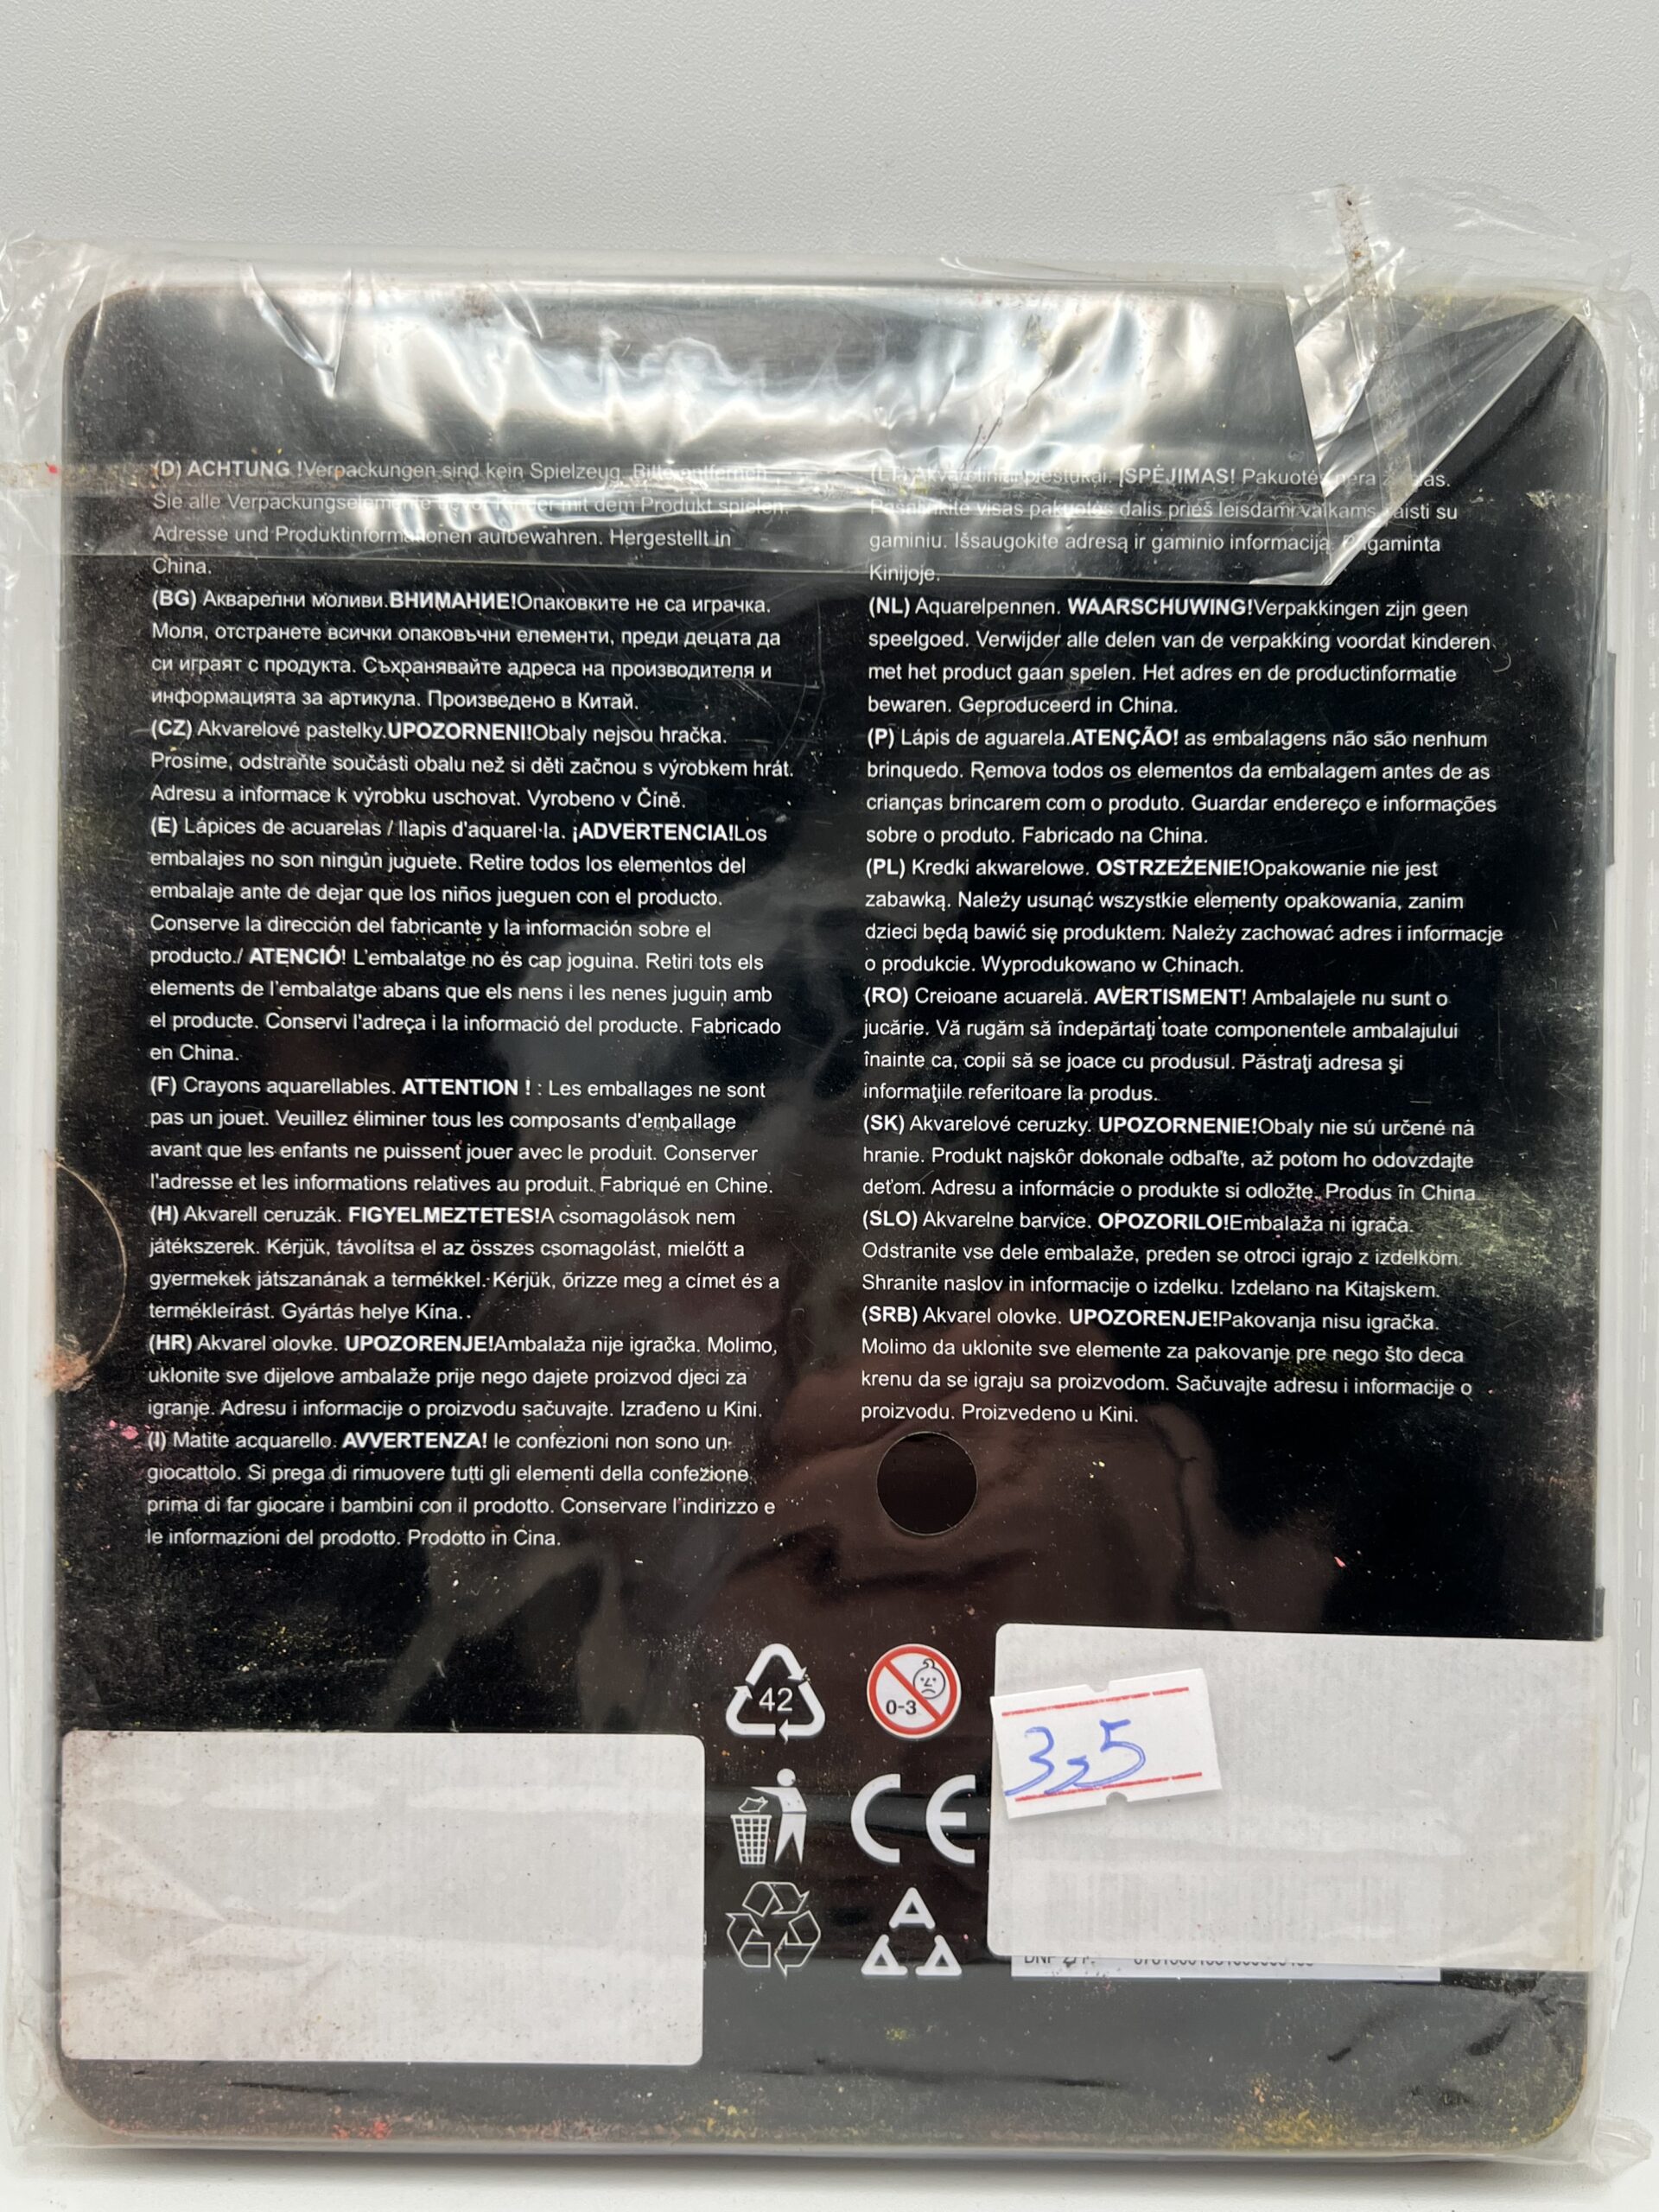 (D) ACHTUNG !Verpackungen sind kein Spielzeug. Bitte entfernen
Sie alle Verpackungselemente bevor Kinder mit dem Produkt spielen.
Adresse und Produktinformationen aufbewahren. Hergestellt in
China.
(BG) Акварелни моливи.ВНИМАНИЕ!Опаковките не са играчка.
Моля, отстранете всички опаковъчни елементи, преди децата да
си играят с продукта. Съхранявайте адреса на производителя и
информацията за артикула. Произведено в Китай.
(CZ) Akvarelové pastelky.UPOZORNENI!Obaly nejsou hračka.
Prosíme, odstraňte součásti obalu než si děti začnou s výrobkem hrát.
Adresu a informace k výrobku uschovat. Vyrobeno v Číně.
(E) Lápices de acuarelas / llapis d'aquarel·la. ¡ADVERTENCIA!Los
embalajes no son ningún juguete. Retire todos los elementos del
embalaje ante de dejar que los niños jueguen con el producto.
Conserve la dirección del fabricante y la información sobre el
producto./ ATENCIÓ! L'embalatge no és cap joguina. Retiri tots els
elements de l'embalatge abans que els nens i les nenes juguin amb
el producte. Conservi l'adreça i la informació del producte. Fabricado
en China.
(F) Crayons aquarellables. ATTENTION ! : Les emballages ne sont
pas un jouet. Veuillez éliminer tous les composants d'emballage
avant que les enfants ne puissent jouer avec le produit. Conserver
l'adresse et les informations relatives au produit. Fabriqué en Chine.
(H) Akvarell ceruzák. FIGYELMEZTETES!A csomagolások nem
játékszerek. Kérjük, távolítsa el az összes csomagolást, mielőtt a
gyermekek játszanának a termékkel. Kérjük, őrizze meg a címet és a
termékleírást. Gyártás helye Kína.
(HR) Akvarel olovke. UPOZORENJE!Ambalaža nije igračka. Molimo,
uklonite sve dijelove ambalaže prije nego dajete proizvod djeci za
igranje. Adresu i informacije o proizvodu sačuvajte. Izrađeno u Kini.
(I) Matite acquarello. AVVERTENZA! le confezioni non sono un
giocattolo. Si prega di rimuovere tutti gli elementi della confezione
prima di far giocare i bambini con il prodotto. Conservare l'indirizzo e
le informazioni del prodotto. Prodotto in Cina.
(LT) Akvareliniai pieštukai. ĮSPĖJIMAS! Pakuotės nėra
visas pakuotės dalis prieš leisdami vaikams žaisti su
gaminiu. Išsaugokite adresą ir gaminio informaciją. Pagaminta
Kinijoje.
(NL) Aquarelpennen. WAARSCHUWING!Verpakkingen zijn geen
speelgoed. Verwijder alle delen van de verpakking voordat kinderen
met het product gaan spelen. Het adres en de productinformatie
bewaren. Geproduceerd in China.
(P) Lápis de aguarela.ATENÇÃO! as embalagens não são nenhum
brinquedo. Remova todos os elementos da embalagem antes de as
crianças brincarem com o produto. Guardar endereço e informações
sobre o produto. Fabricado na China.
(PL) Kredki akwarelowe. OSTRZEŻENIE!Opakowanie nie jest
zabawką. Należy usunąć wszystkie elementy opakowania, zanim
dzieci będą bawić się produktem. Należy zachować adres i informacje
o produkcie. Wyprodukowano w Chinach.
(RO) Creioane acuarelă. AVERTISMENT! Ambalajele nu sunt o
jucărie. Vă rugăm să îndepărtaţi toate componentele ambalajului
înainte ca, copii să se joace cu produsul. Păstraţi adresa şi
informaţiile referitoare la produs.
(SK) Akvarelové ceruzky. UPOZORNENIE!Obaly nie sú určené na
hranie. Produkt najskôr dokonale odbaľte, až potom ho odovzdajte
deťom. Adresu a informácie o produkte si odložte. Produs în China
(SLO) Akvarelne barvice. OPOZORILO!Embalaža ni igrača.
Odstranite vse dele embalaže, preden se otroci igrajo z izdelkom.
Shranite naslov in informacije o izdelku. Izdelano na Kitajskem.
(SRB) Akvarel olovke. UPOZORENJE!Pakovanja nisu igračka.
Molimo da uklonite sve elemente za pakovanje pre nego što deca
krenu da se igraju sa proizvodom. Sačuvajte adresu i informacije o
proizvodu. Proizvedeno u Kini.
42
0-3
3,5
CE